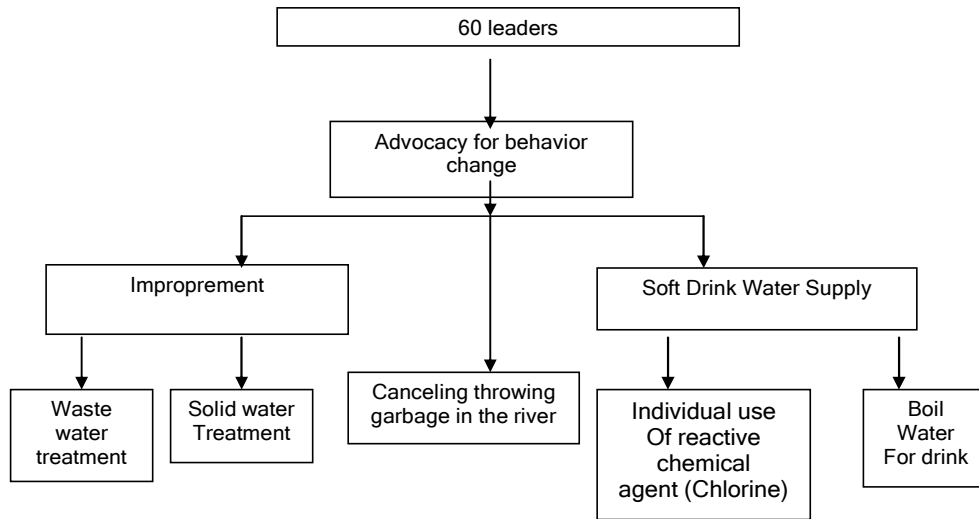 60 leaders
Advocacy for behavior
change
Improprement
Soft Drink Water Supply
Waste
water
treatment
Solid water
Treatment
Canceling throwing
garbage in the river
Individual use
Of reactive
chemical
agent (Chlorine)
Boil
Water
For drink